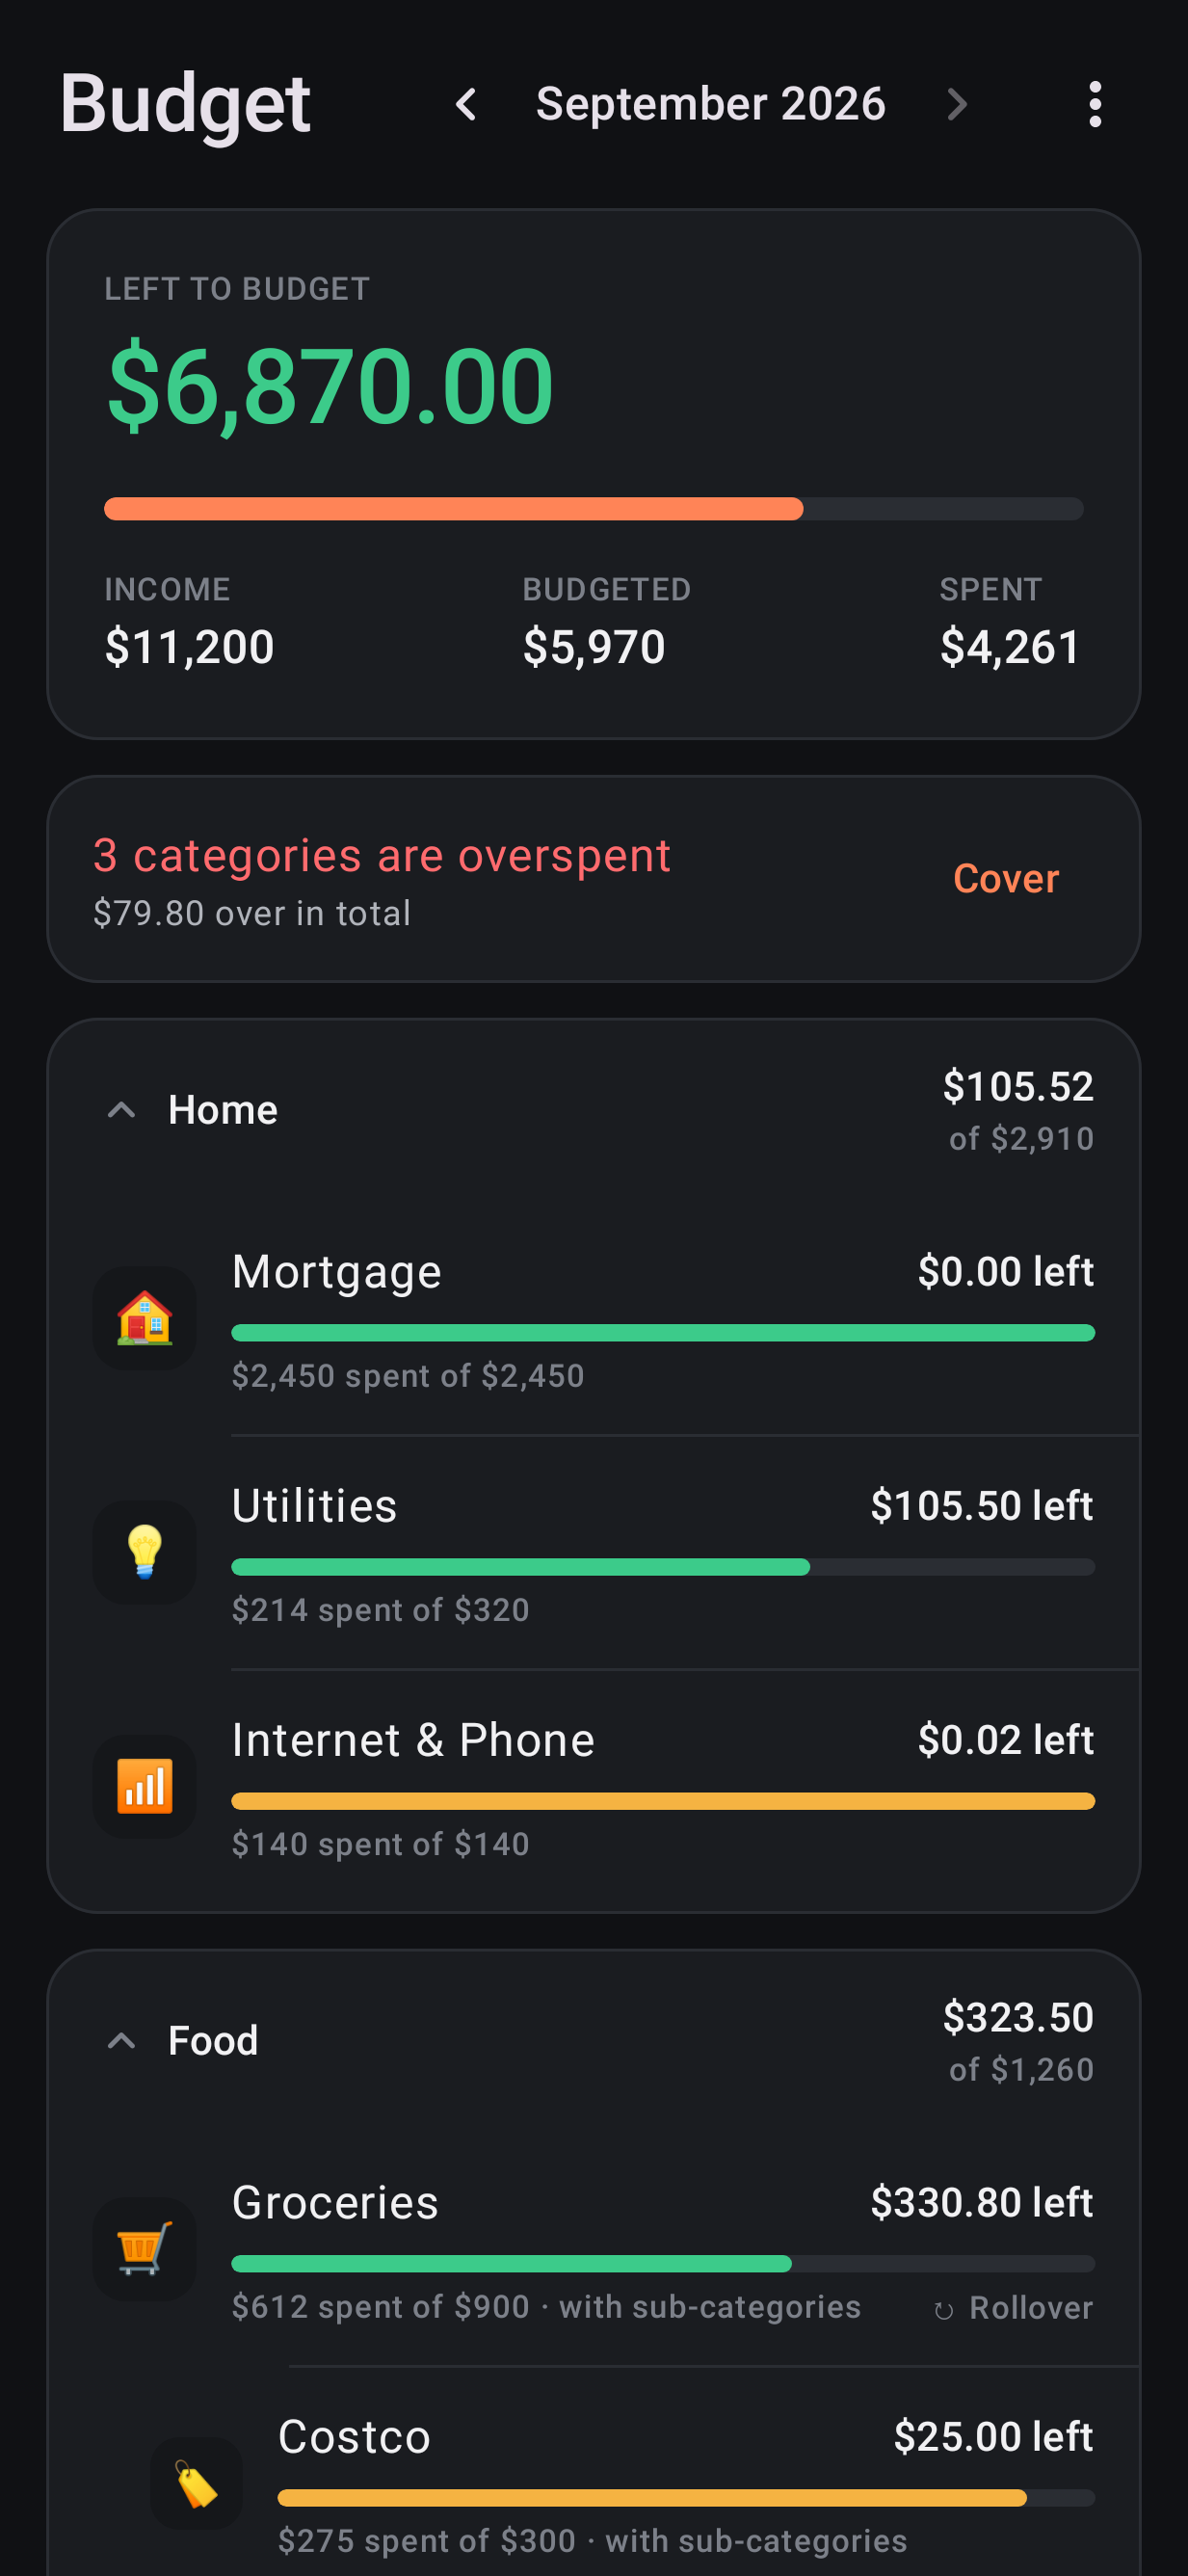 Budget
September 2026
LEFT TO BUDGET
$6,870.00
INCOME BUDGETED SPENT
$11,200 $5,970 $4,261
3 categories are overspent
$79.80 over in total
Cover
Home
$105.52
of $2,910
Mortgage $0.00 left
$2,450 spent of $2,450
Utilities $105.50 left
$214 spent of $320
Internet & Phone $0.02 left
$140 spent of $140
Food
$323.50
of $1,260
Groceries $330.80 left
$612 spent of $900 · with sub-categories ↻ Rollover
Costco $25.00 left
$275 spent of $300 · with sub-categories